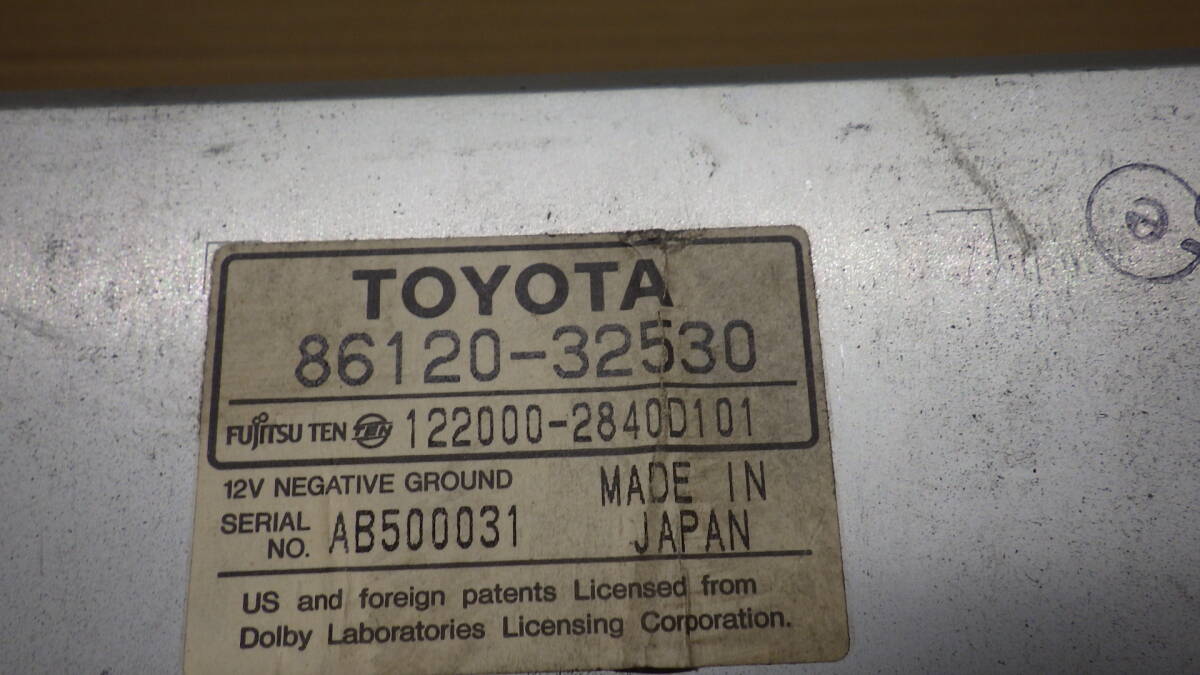 TOYOTA
86120-32530
FUJITSU TEN TEN 122000-2840D101
12V NEGATIVE GROUND
MADE IN JAPAN
SERIAL NO. AB500031
US and foreign patents Licensed from
Dolby Laboratories Licensing Corporation.
a